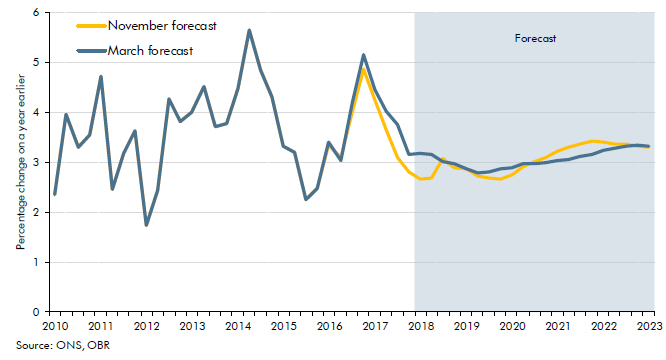 6
5
4
3
2
1
0
Percentage change on a year earlier
November forecast
March forecast
Forecast
2010 2011 2012 2013 2014 2015 2016 2017 2018 2019 2020 2021 2022 2023
Source: ONS, OBR